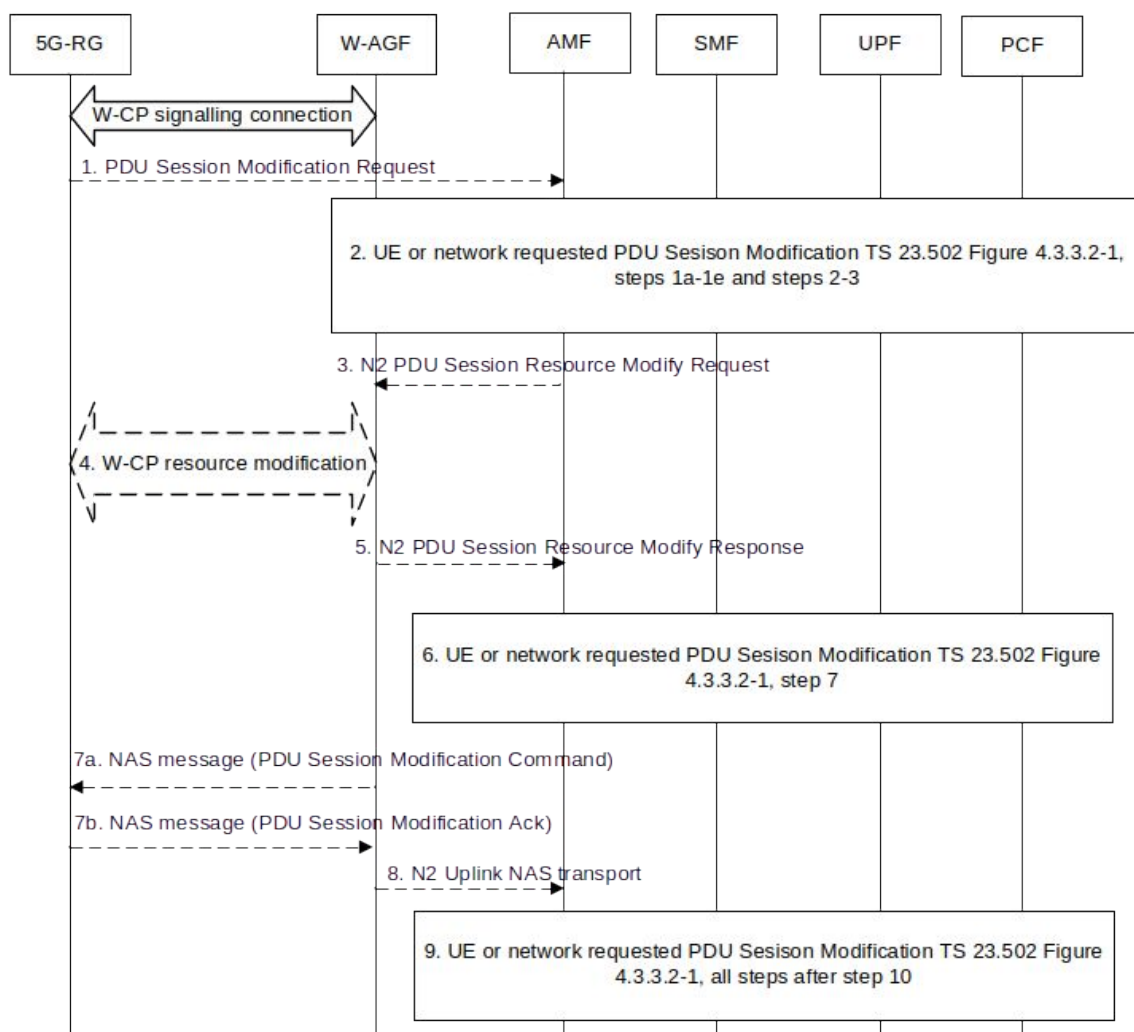 5G-RG
W-AGF
AMF
SMF
UPF
PCF
W-CP signalling connection
1. PDU Session Modification Request
2. UE or network requested PDU Sesison Modification TS 23.502 Figure 4.3.3.2-1,
steps 1a-1e and steps 2-3
3. N2 PDU Session Resource Modify Request
4. W-CP resource modification
5. N2 PDU Session Resource Modify Response
6. UE or network requested PDU Sesison Modification TS 23.502 Figure
4.3.3.2-1, step 7
7a. NAS message (PDU Session Modification Command)
7b. NAS message (PDU Session Modification Ack)
8. N2 Uplink NAS transport
9. UE or network requested PDU Sesison Modification TS 23.502 Figure
4.3.3.2-1, all steps after step 10